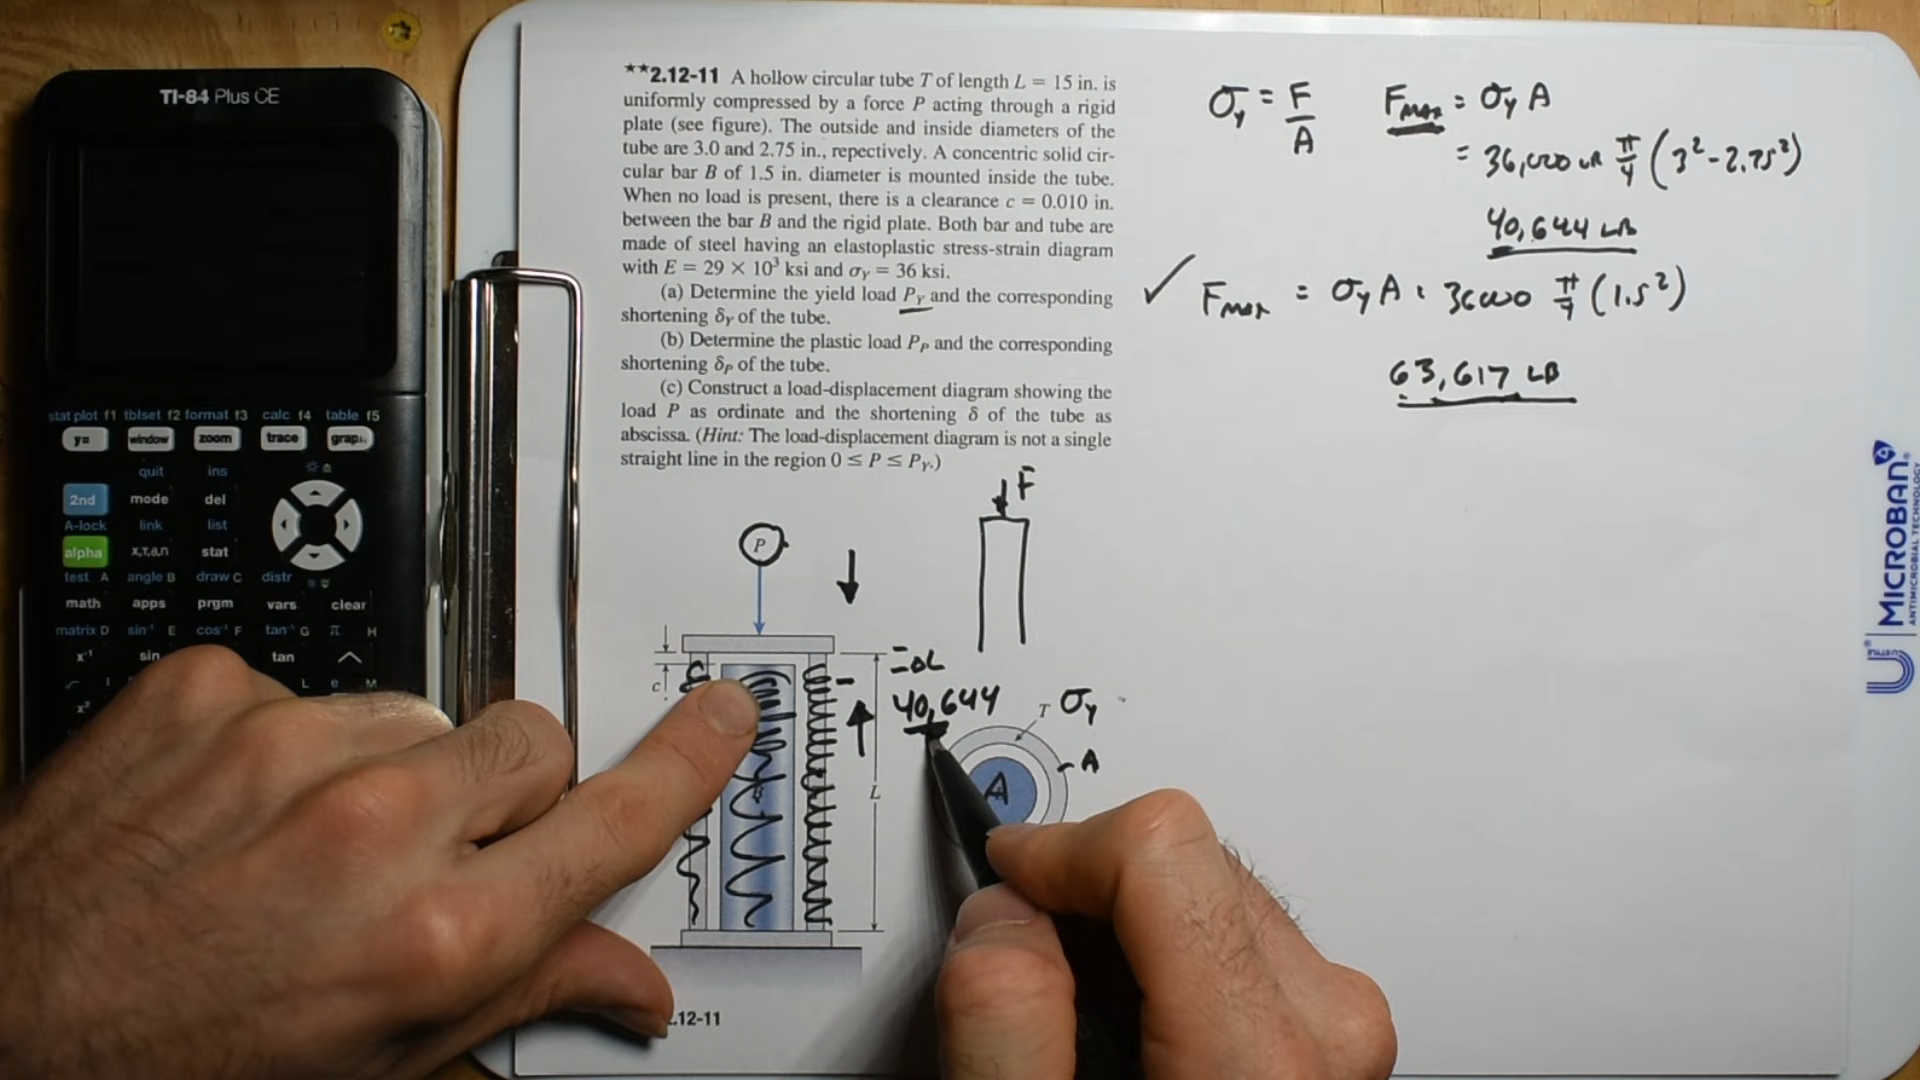 TI-84 Plus CE
stat plot f1 tblset f2 format f3 calc f4 table f5
y= window zoom trace
quit ins
2nd mode del
A-lock link list
alpha X,T,θ,n stat
test A angle B draw C distr
math apps prgm vars clear
matrix D sin⁻¹ E cos⁻¹ F tan⁻¹ G π H
x⁻¹ sin tan ^
L e M
x²
**2.12-11 A hollow circular tube T of length L = 15 in. is
uniformly compressed by a force P acting through a rigid
plate (see figure). The outside and inside diameters of the
tube are 3.0 and 2.75 in., repectively. A concentric solid cir-
cular bar B of 1.5 in. diameter is mounted inside the tube.
When no load is present, there is a clearance c = 0.010 in.
between the bar B and the rigid plate. Both bar and tube are
made of steel having an elastoplastic stress-strain diagram
with E = 29 × 10³ ksi and σY = 36 ksi.
(a) Determine the yield load PY and the corresponding
shortening δY of the tube.
(b) Determine the plastic load PP and the corresponding
shortening δP of the tube.
(c) Construct a load-displacement diagram showing the
load P as ordinate and the shortening δ of the tube as
abscissa. (Hint: The load-displacement diagram is not a single
straight line in the region 0 ≤ P ≤ PY.)
F
P
c
= ΔL
40,644
T σy
A
A
L
.12-11
σy = F/A FMAX = σy A
= 36,000 π/4 (3² - 2.75²)
40,644 LB
✓ FMAX = σy A = 36000 π/4 (1.5²)
63,617 LB
MICROBAN
ANTIMICROBIAL TECHNOLOGY